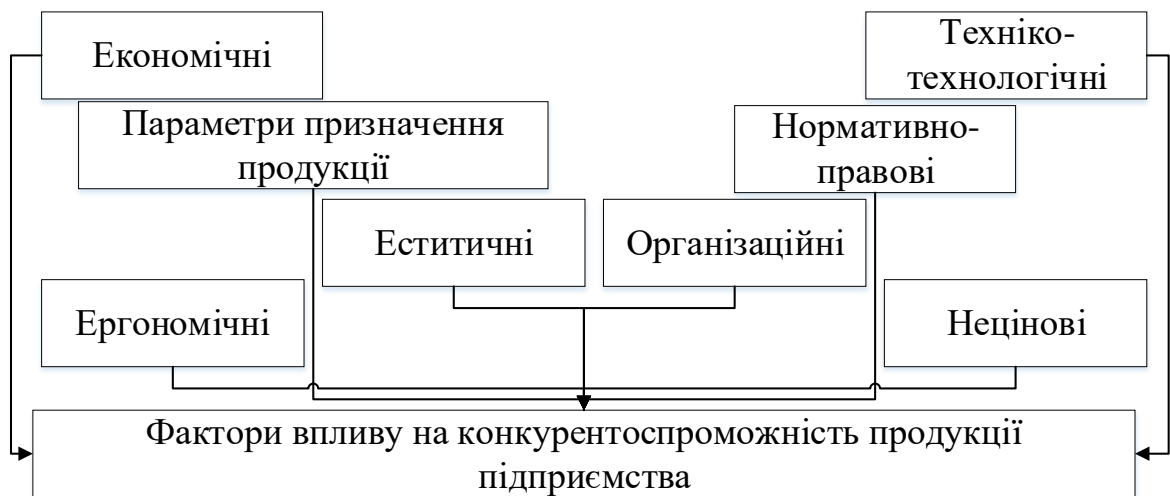 Економічні
Техніко-
технологічні
Параметри призначення
продукції
Нормативно-
правові
Еститичні
Організаційні
Ергономічні
Нецінові
Фактори впливу на конкурентоспроможність продукції
підприємства